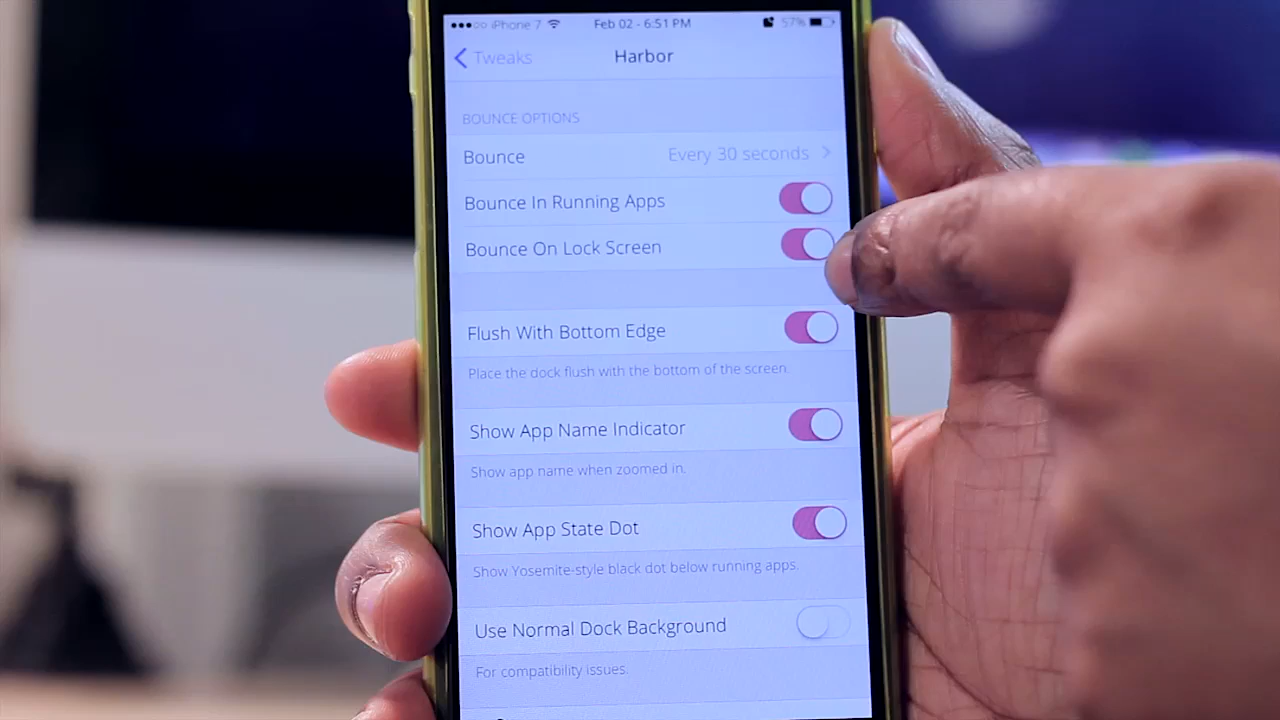 iPhone 7 Feb 02 - 6:51 PM 57%
Tweaks Harbor
BOUNCE OPTIONS
Bounce Every 30 seconds
Bounce In Running Apps
Bounce On Lock Screen
Flush With Bottom Edge
Place the dock flush with the bottom of the screen.
Show App Name Indicator
Show app name when zoomed in.
Show App State Dot
Show Yosemite-style black dot below running apps.
Use Normal Dock Background
For compatibility issues.